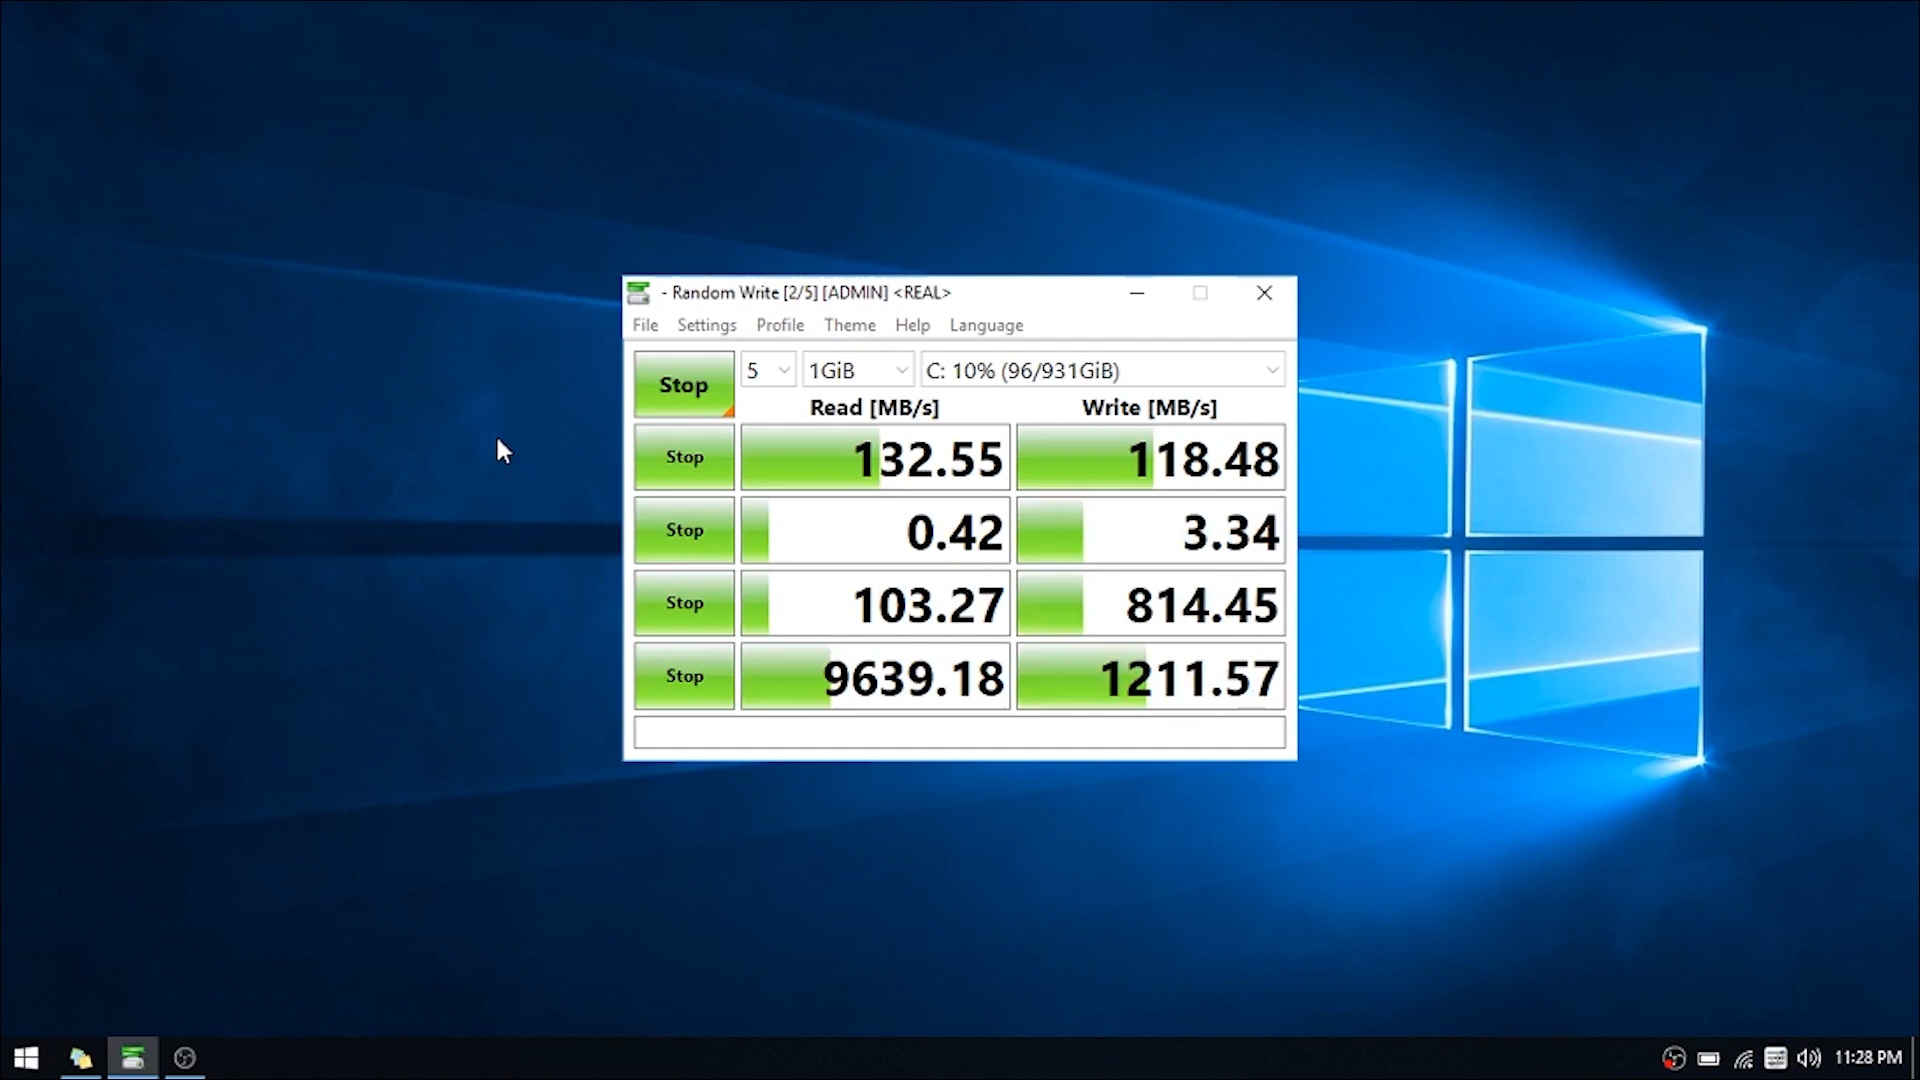 - Random Write [2/5] [ADMIN] <REAL>
File Settings Profile Theme Help Language
Stop 5 1GiB C: 10% (96/931GiB)
Read [MB/s] Write [MB/s]
Stop 132.55 118.48
Stop 0.42 3.34
Stop 103.27 814.45
Stop 9639.18 1211.57
11:28 PM